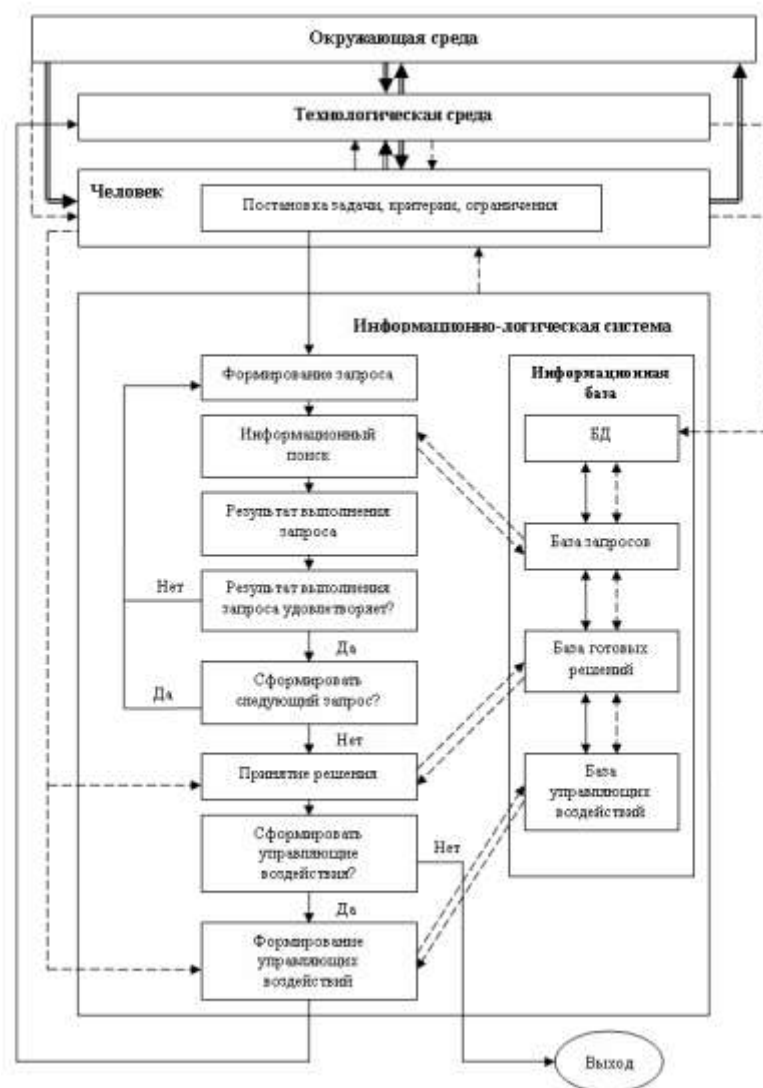 Окружающая среда
Технологическая среда
Человек
Постановка задачи, критерии, ограничения
Информационно-логическая система
Формирование запроса
Информационный
поиск
Результат выполнения
запроса
Результат выполнения
запроса удовлетворяет?
Нет
Да
Сформировать
следующий запрос?
Да
Нет
Принятие решения
Сформировать
управляющие
воздействия?
Нет
Да
Формирование
управляющих
воздействий
Информационная
база
БД
База запросов
База готовых
решений
База
управляющих
воздействий
Выход